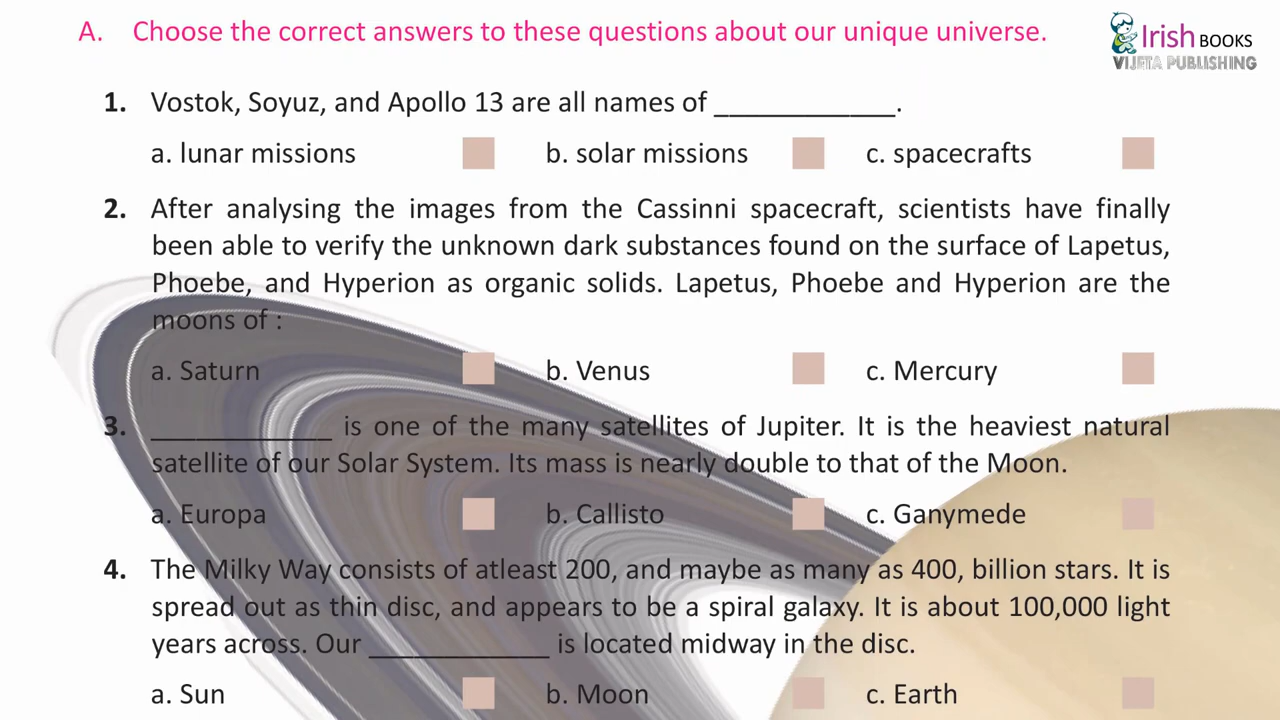 A. Choose the correct answers to these questions about our unique universe.
Irish BOOKS
VIJETA PUBLISHING
1. Vostok, Soyuz, and Apollo 13 are all names of ____________.
a. lunar missions b. solar missions c. spacecrafts
2. After analysing the images from the Cassinni spacecraft, scientists have finally
been able to verify the unknown dark substances found on the surface of Lapetus,
Phoebe, and Hyperion as organic solids. Lapetus, Phoebe and Hyperion are the
moons of :
a. Saturn b. Venus c. Mercury
3. ____________ is one of the many satellites of Jupiter. It is the heaviest natural
satellite of our Solar System. Its mass is nearly double to that of the Moon.
a. Europa b. Callisto c. Ganymede
4. The Milky Way consists of atleast 200, and maybe as many as 400, billion stars. It is
spread out as thin disc, and appears to be a spiral galaxy. It is about 100,000 light
years across. Our ____________ is located midway in the disc.
a. Sun b. Moon c. Earth